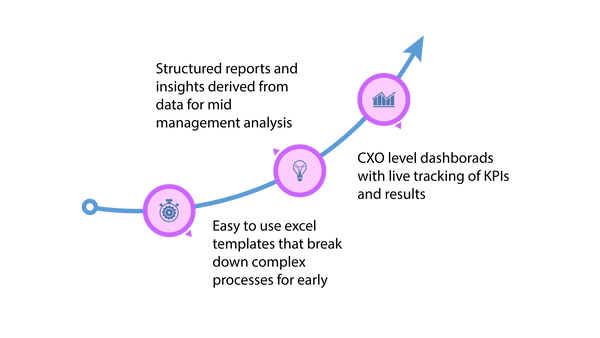 Structured reports and
insights derived from
data for mid
management analysis
CXO level dashborads
with live tracking of KPIs
and results
Easy to use excel
templates that break
down complex
processes for early